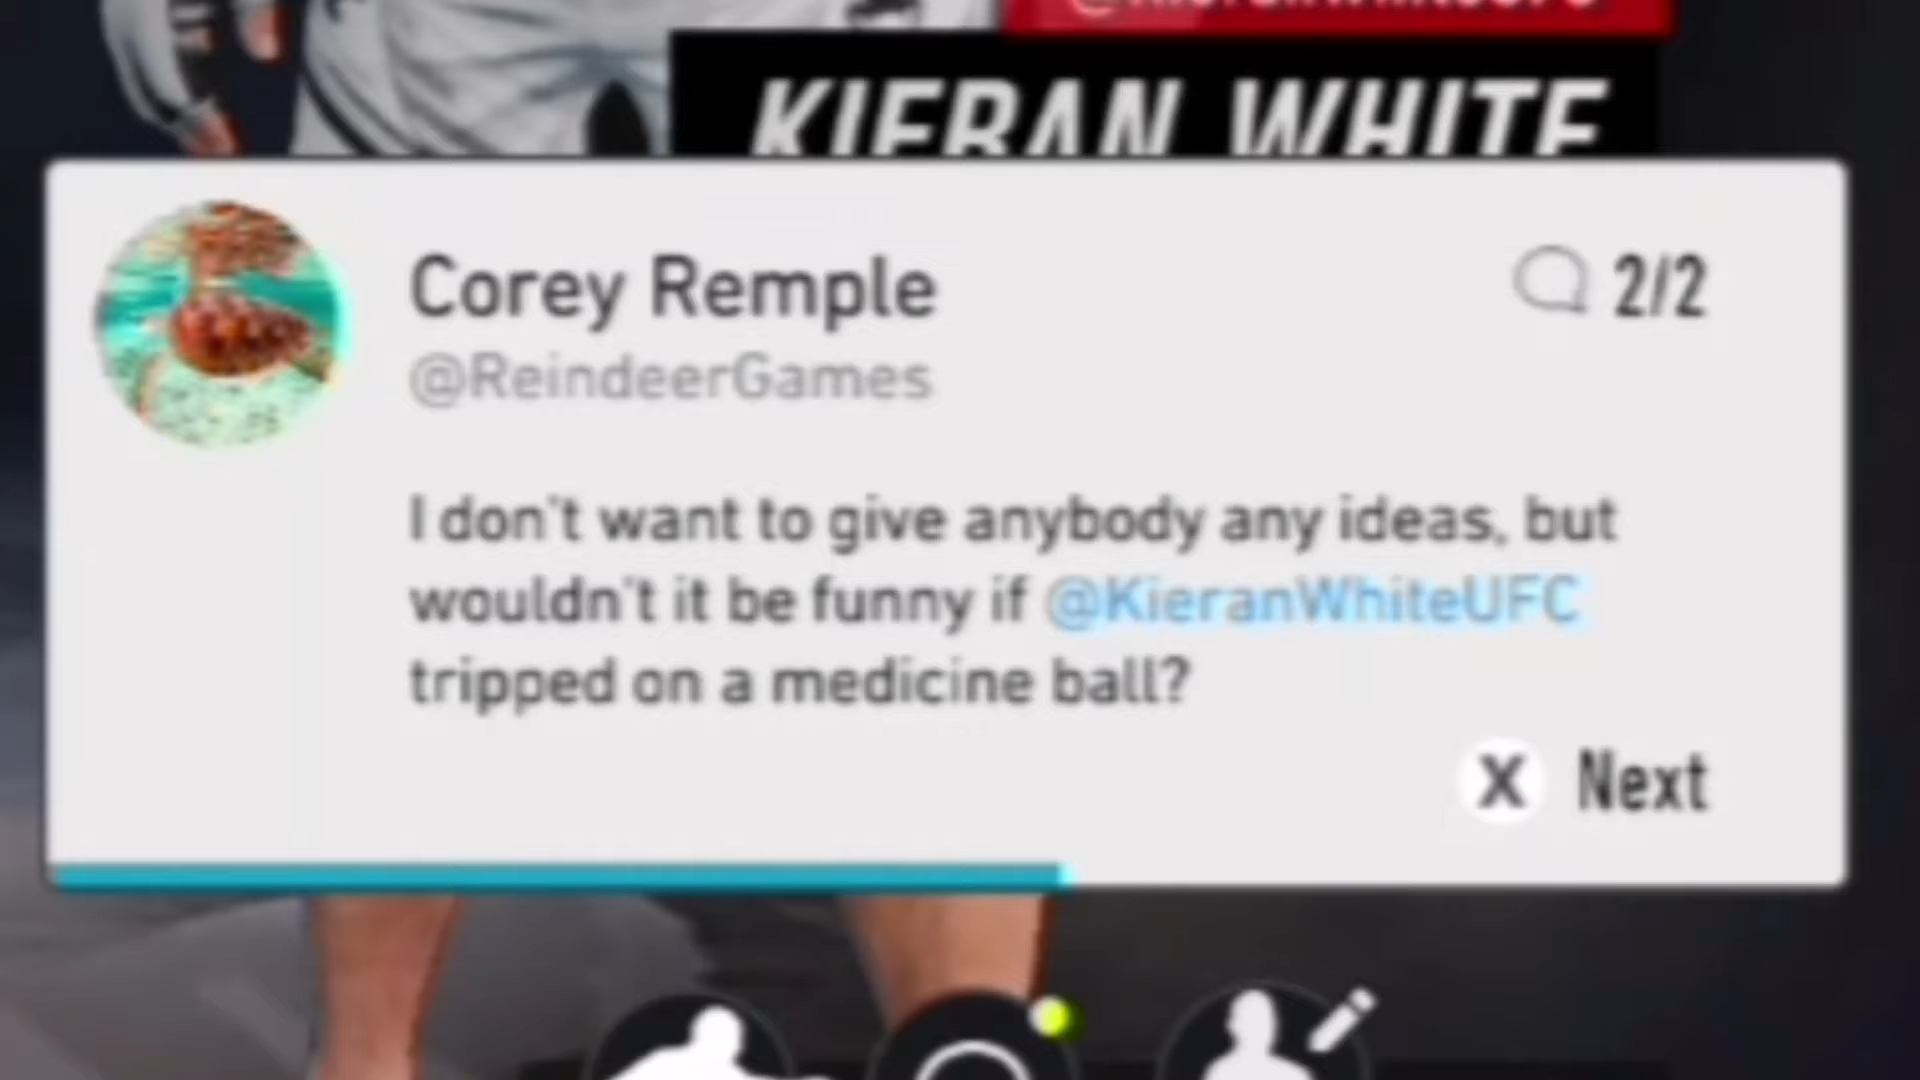 KIERAN WHITE
Corey Remple
2/2
@ReindeerGames
I don't want to give anybody any ideas, but
wouldn't it be funny if @KieranWhiteUFC
tripped on a medicine ball?
X Next